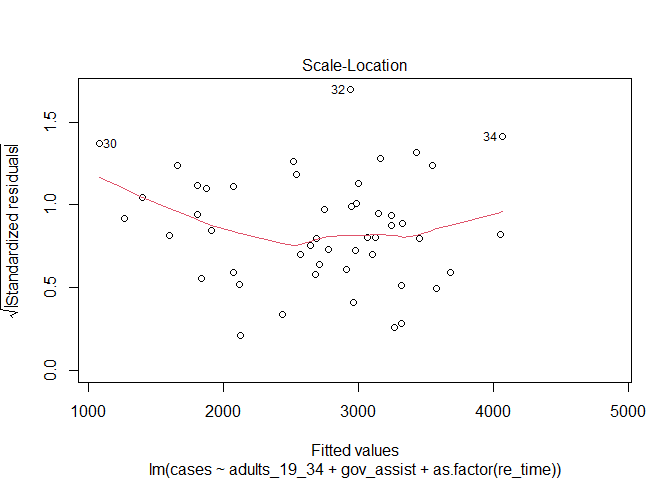 Scale-Location
√|Standardized residuals|
1.5
1.0
0.5
0.0
32
30
34
1000 2000 3000 4000 5000
Fitted values
lm(cases ~ adults_19_34 + gov_assist + as.factor(re_time))